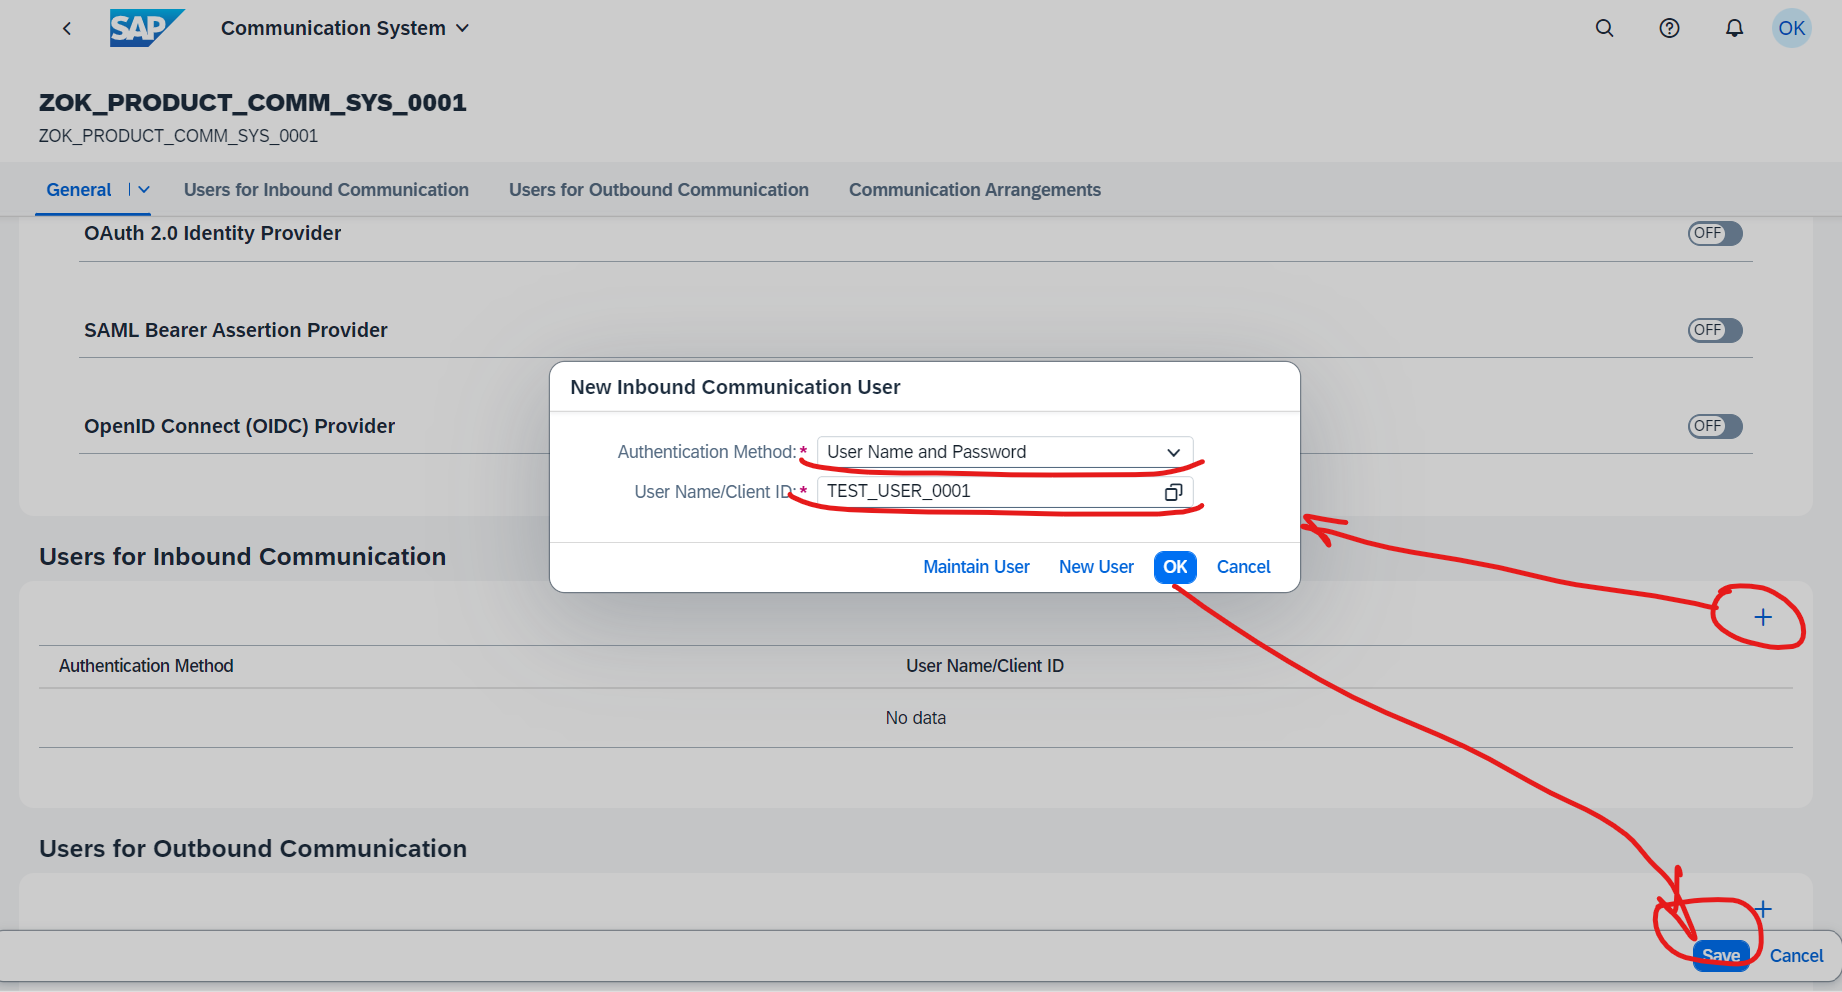 SAP Communication System OK
ZOK_PRODUCT_COMM_SYS_0001
ZOK_PRODUCT_COMM_SYS_0001
General Users for Inbound Communication Users for Outbound Communication Communication Arrangements
OAuth 2.0 Identity Provider OFF
SAML Bearer Assertion Provider OFF
OpenID Connect (OIDC) Provider OFF
New Inbound Communication User
Authentication Method:* User Name and Password
User Name/Client ID:* TEST_USER_0001
Maintain User New User OK Cancel
Users for Inbound Communication
Authentication Method User Name/Client ID
No data
Users for Outbound Communication
Save Cancel